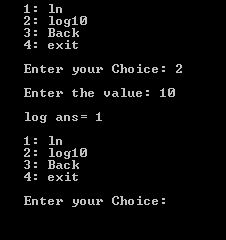 1: ln
2: log10
3: Back
4: exit
Enter your Choice: 2
Enter the value: 10
log ans= 1
1: ln
2: log10
3: Back
4: exit
Enter your Choice: